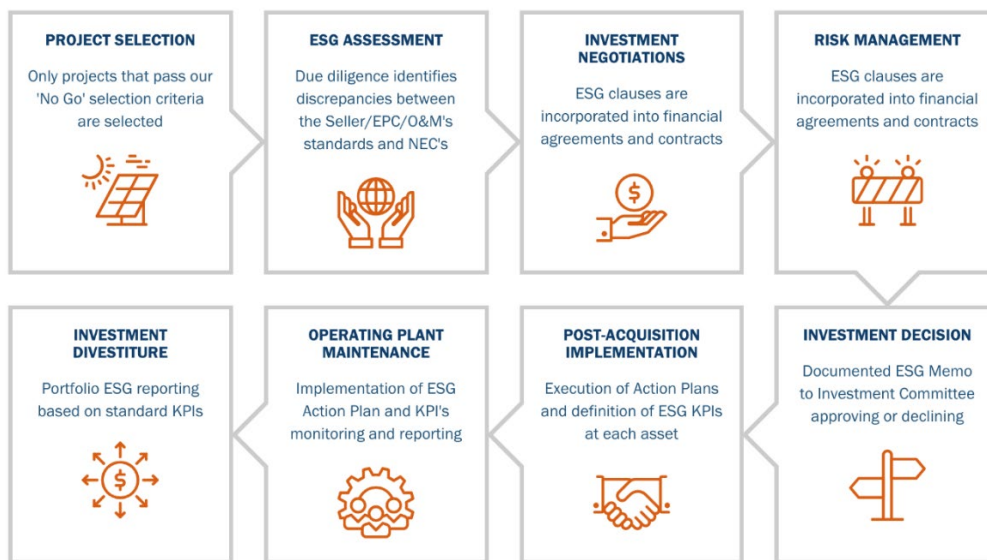 PROJECT SELECTION
Only projects that pass our
'No Go' selection criteria
are selected
ESG ASSESSMENT
Due diligence identifies
discrepancies between
the Seller/EPC/O&M's
standards and NEC's
INVESTMENT
NEGOTIATIONS
ESG clauses are
incorporated into financial
agreements and contracts
$
RISK MANAGEMENT
ESG clauses are
incorporated into financial
agreements and contracts
INVESTMENT DECISION
Documented ESG Memo
to Investment Committee
approving or declining
POST-ACQUISITION
IMPLEMENTATION
Execution of Action Plans
and definition of ESG KPIs
at each asset
OPERATING PLANT
MAINTENANCE
Implementation of ESG
Action Plan and KPI's
monitoring and reporting
INVESTMENT
DIVESTITURE
Portfolio ESG reporting
based on standard KPIs
$